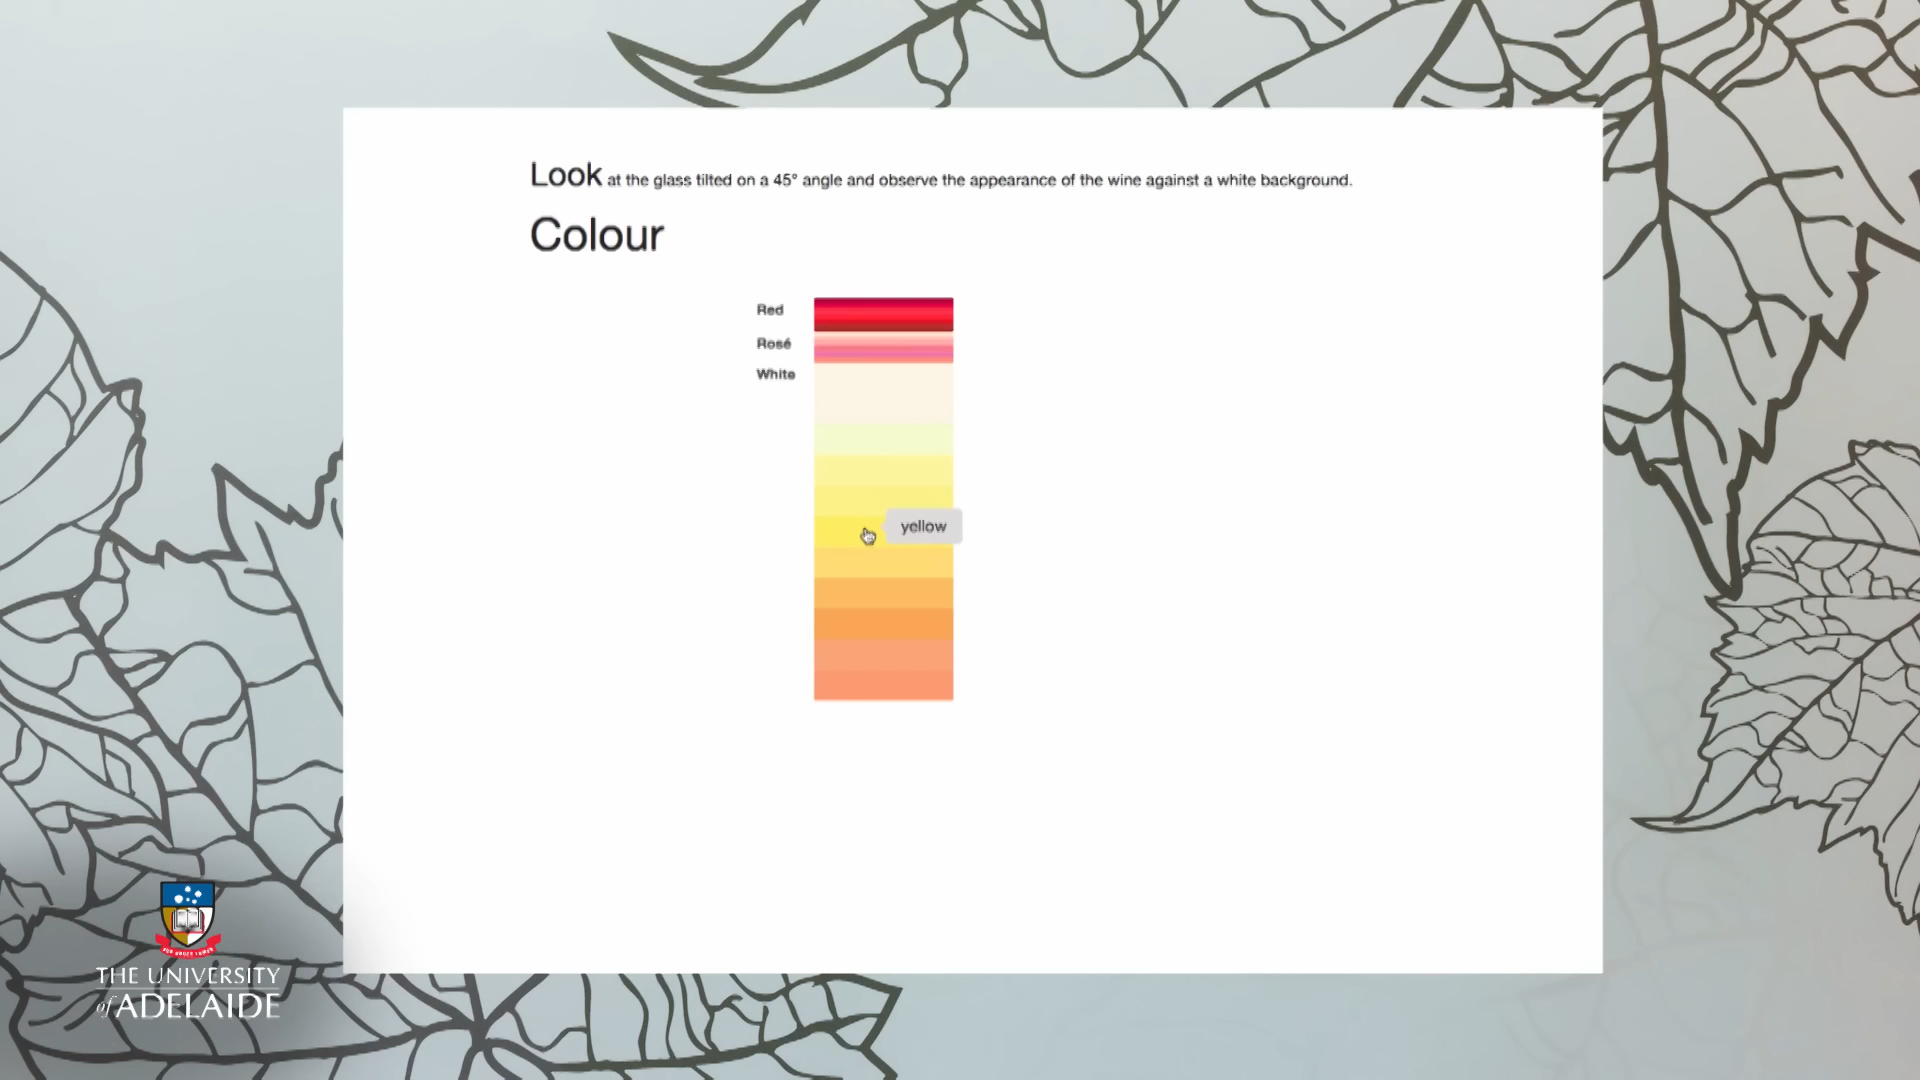 Look at the glass tilted on a 45° angle and observe the appearance of the wine against a white background.
Colour
Red
Rosé
White
yellow
THE UNIVERSITY
of ADELAIDE